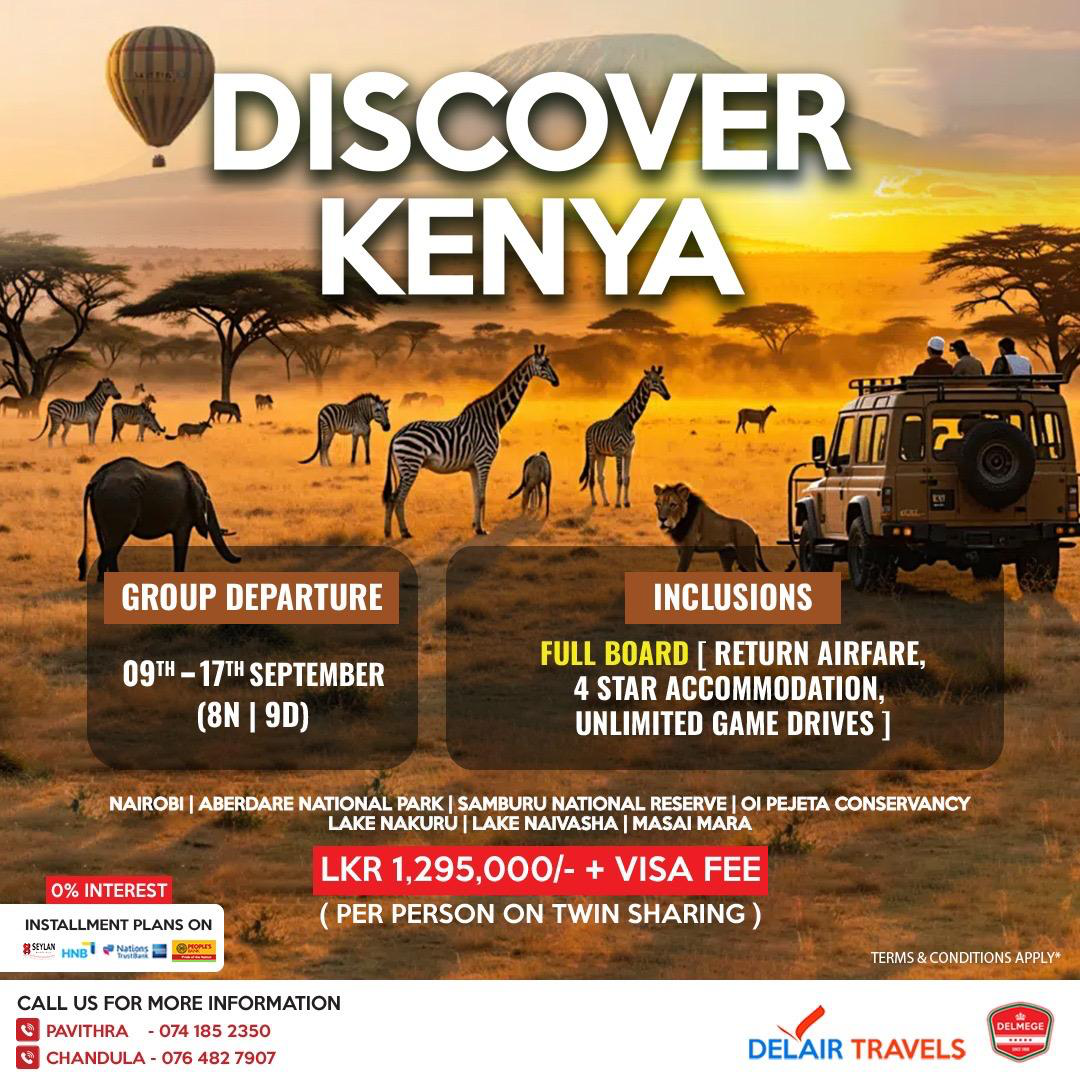 DISCOVER
KENYA
GROUP DEPARTURE
09TH – 17TH SEPTEMBER
(8N | 9D)
INCLUSIONS
FULL BOARD [ RETURN AIRFARE,
4 STAR ACCOMMODATION,
UNLIMITED GAME DRIVES ]
NAIROBI | ABERDARE NATIONAL PARK | SAMBURU NATIONAL RESERVE | OI PEJETA CONSERVANCY
LAKE NAKURU | LAKE NAIVASHA | MASAI MARA
LKR 1,295,000/- + VISA FEE
( PER PERSON ON TWIN SHARING )
0% INTEREST
INSTALLMENT PLANS ON
SEYLAN HNB Nations TrustBank PEOPLE'S BANK
Pride of the Nation
TERMS & CONDITIONS APPLY*
CALL US FOR MORE INFORMATION
PAVITHRA - 074 185 2350
CHANDULA - 076 482 7907
DELAIR TRAVELS
DELMEGE